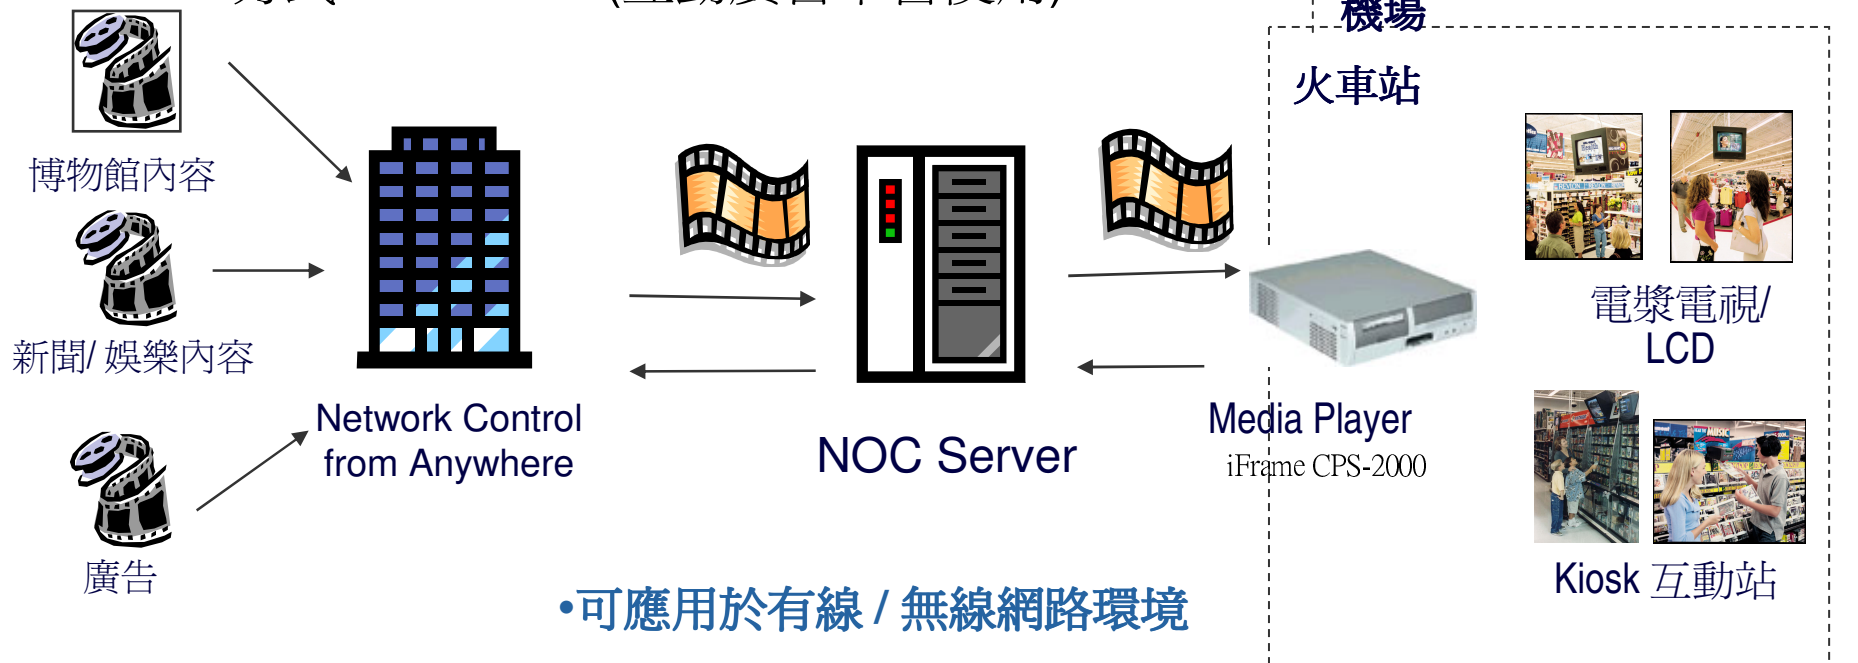 機場
火車站
博物館內容
新聞/ 娛樂內容
廣告
Network Control
from Anywhere
NOC Server
Media Player
iFrame CPS-2000
電漿電視/
LCD
Kiosk 互動站
•可應用於有線 / 無線網路環境